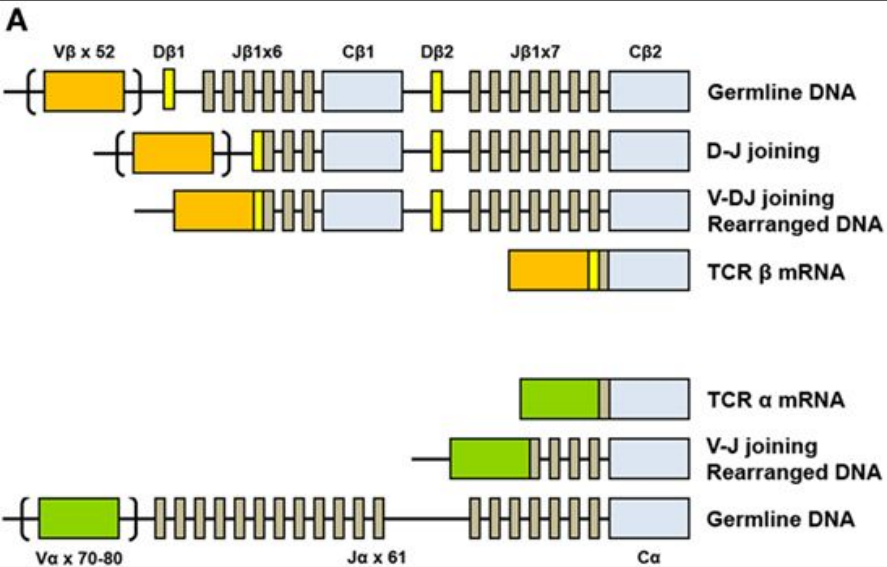 A
Vβ x 52 Dβ1 Jβ1x6 Cβ1 Dβ2 Jβ1x7 Cβ2
Germline DNA
D-J joining
V-DJ joining
Rearranged DNA
TCR β mRNA
TCR α mRNA
V-J joining
Rearranged DNA
Germline DNA
Vα x 70-80 Jα x 61 Cα